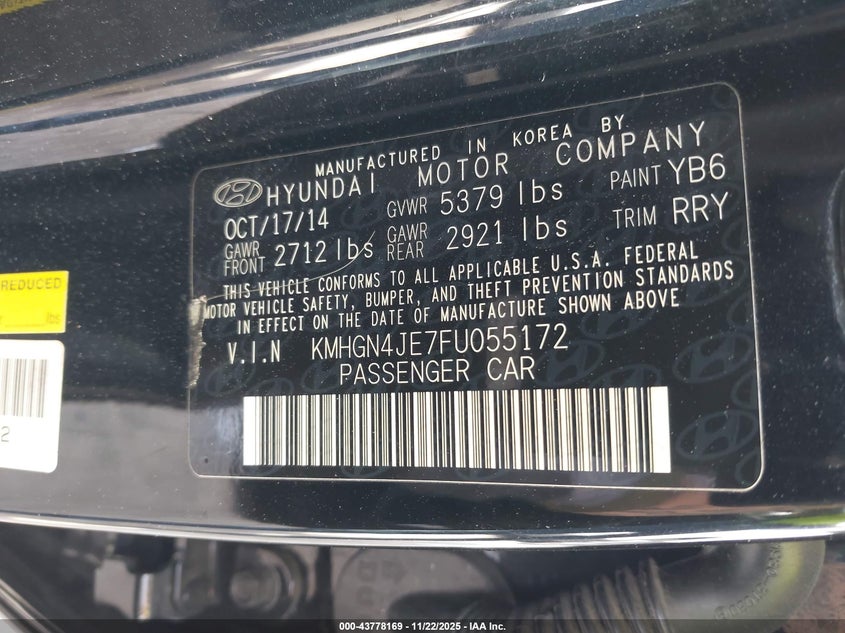 MANUFACTURED IN KOREA BY
HYUNDAI MOTOR COMPANY
OCT/17/14 GVWR 5379 lbs PAINT YB6
GAWR FRONT 2712 lbs GAWR REAR 2921 lbs TRIM RRY
THIS VEHICLE CONFORMS TO ALL APPLICABLE U.S.A. FEDERAL
MOTOR VEHICLE SAFETY, BUMPER, AND THEFT PREVENTION STANDARDS
IN EFFECT ON THE DATE OF MANUFACTURE SHOWN ABOVE
V.I.N KMHGN4JE7FU055172
PASSENGER CAR
REDUCED
lbs
2
000-43778169 - 11/22/2025 - IAA Inc.